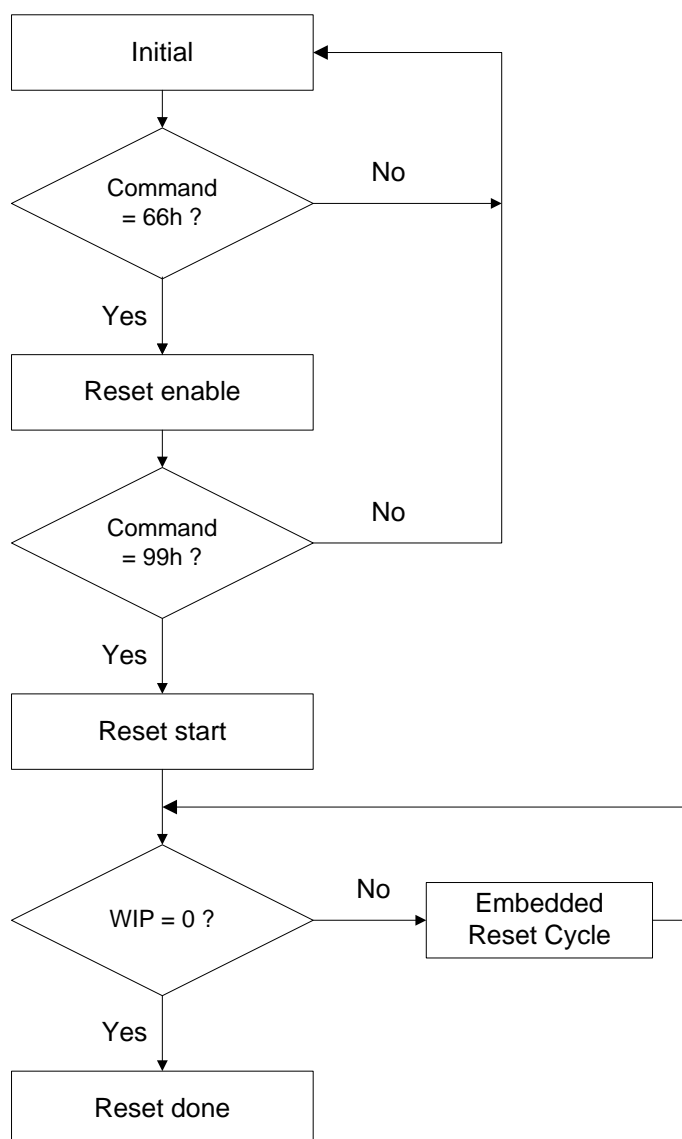 Initial
Command
= 66h ?
No
Yes
Reset enable
Command
= 99h ?
No
Yes
Reset start
WIP = 0 ?
No
Embedded
Reset Cycle
Yes
Reset done